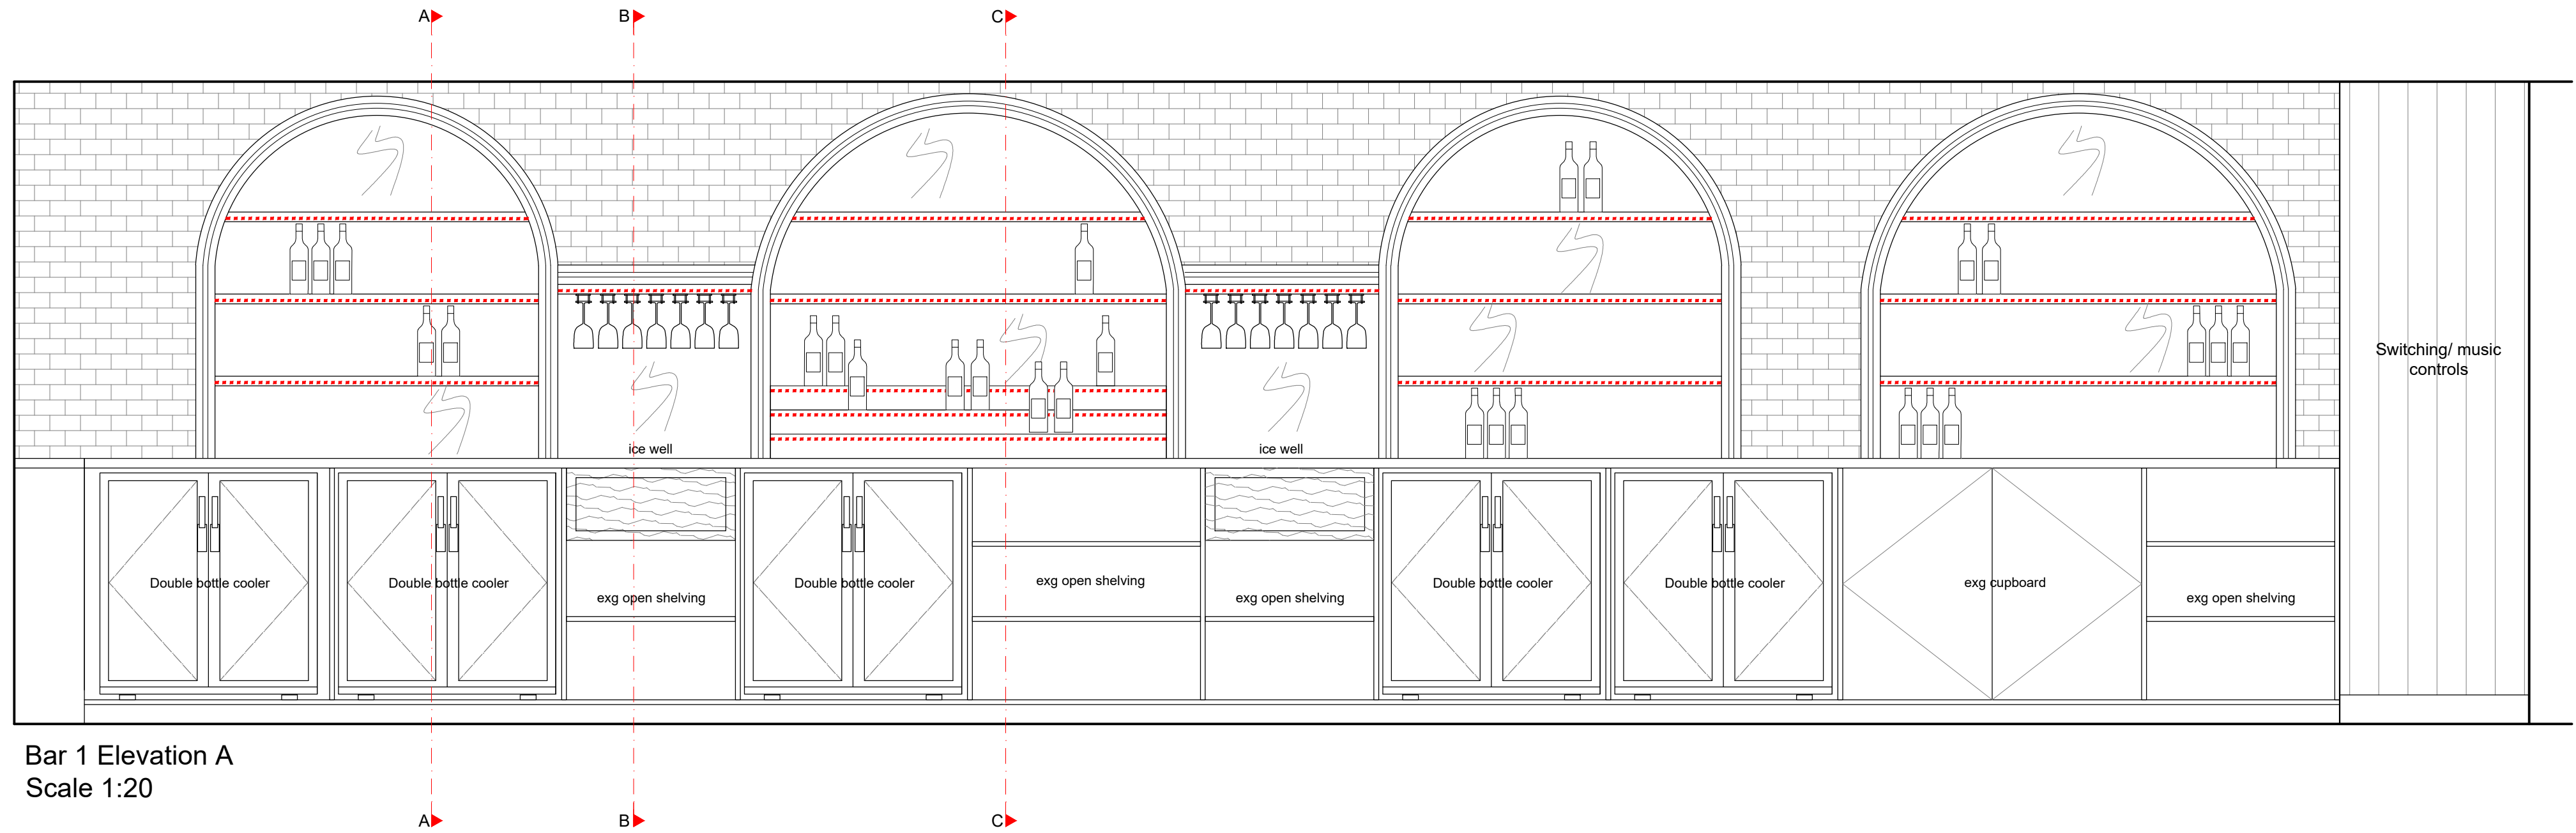 A
B
C
Switching/ music
controls
ice well
ice well
Double bottle cooler
Double bottle cooler
exg open shelving
Double bottle cooler
exg open shelving
exg open shelving
Double bottle cooler
Double bottle cooler
exg cupboard
exg open shelving
Bar 1 Elevation A
Scale 1:20
A
B
C